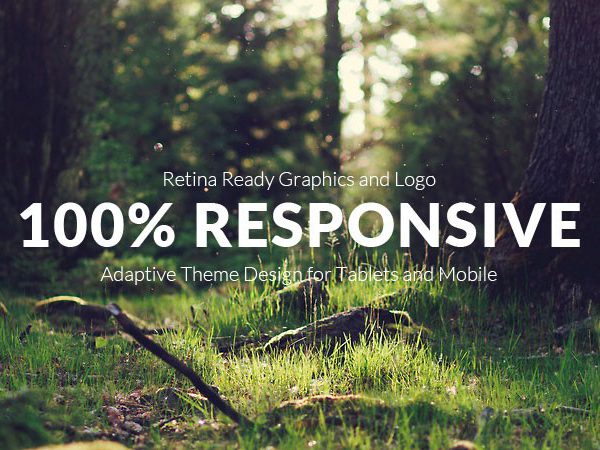 Retina Ready Graphics and Logo
100% RESPONSIVE
Adaptive Theme Design for Tablets and Mobile